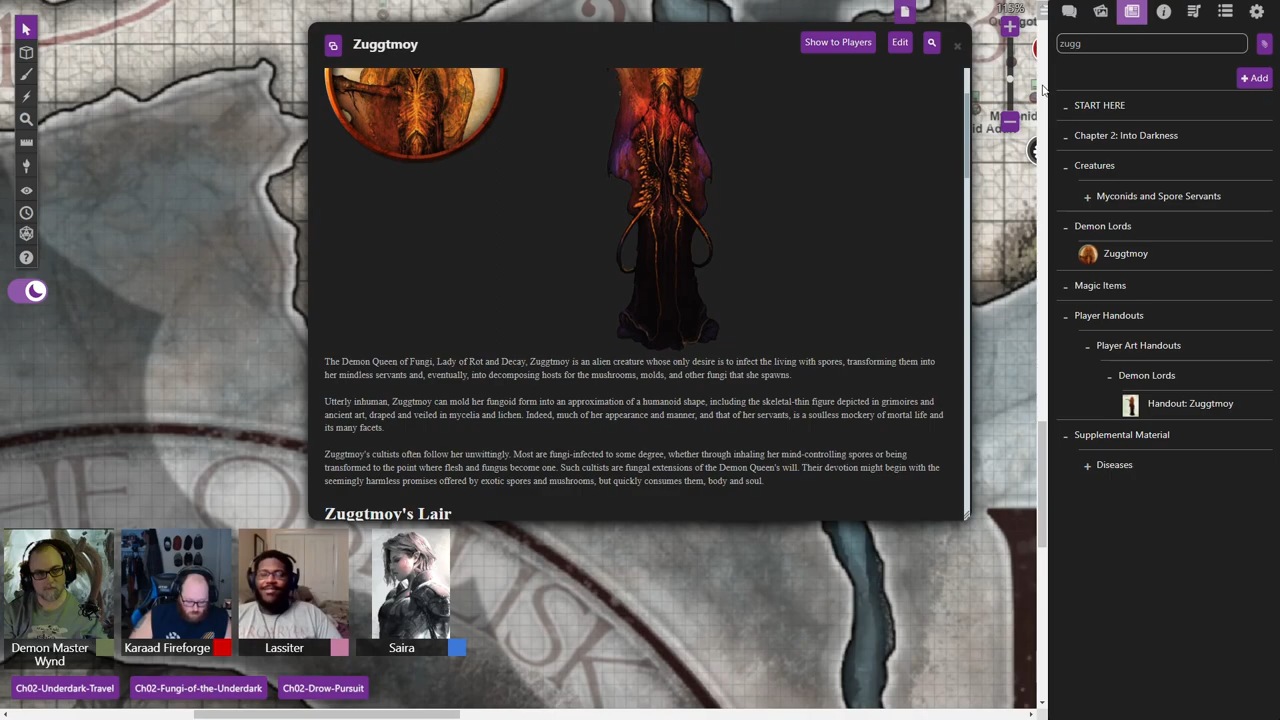 115%
Zuggtmoy
Show to Players
Edit
zugg
Add
START HERE
Chapter 2: Into Darkness
Creatures
Myconids and Spore Servants
Demon Lords
Zuggtmoy
Magic Items
Player Handouts
Player Art Handouts
Demon Lords
Handout: Zuggtmoy
Supplemental Material
Diseases
The Demon Queen of Fungi, Lady of Rot and Decay, Zuggtmoy is an alien creature whose only desire is to infect the living with spores, transforming them into
her mindless servants and, eventually, into decomposing hosts for the mushrooms, molds, and other fungi that she spawns.
Utterly inhuman, Zuggtmoy can mold her fungoid form into an approximation of a humanoid shape, including the skeletal-thin figure depicted in grimoires and
ancient art, draped and veiled in mycelia and lichen. Indeed, much of her appearance and manner, and that of her servants, is a soulless mockery of mortal life and
its many facets.
Zuggtmoy's cultists often follow her unwittingly. Most are fungi-infected to some degree, whether through inhaling her mind-controlling spores or being
transformed to the point where flesh and fungus become one. Such cultists are fungal extensions of the Demon Queen's will. Their devotion might begin with the
seemingly harmless promises offered by exotic spores and mushrooms, but quickly consumes them, body and soul.
Zuggtmoy's Lair
Demon Master
Wynd
Karaad Fireforge
Lassiter
Saira
Ch02-Underdark-Travel
Ch02-Fungi-of-the-Underdark
Ch02-Drow-Pursuit